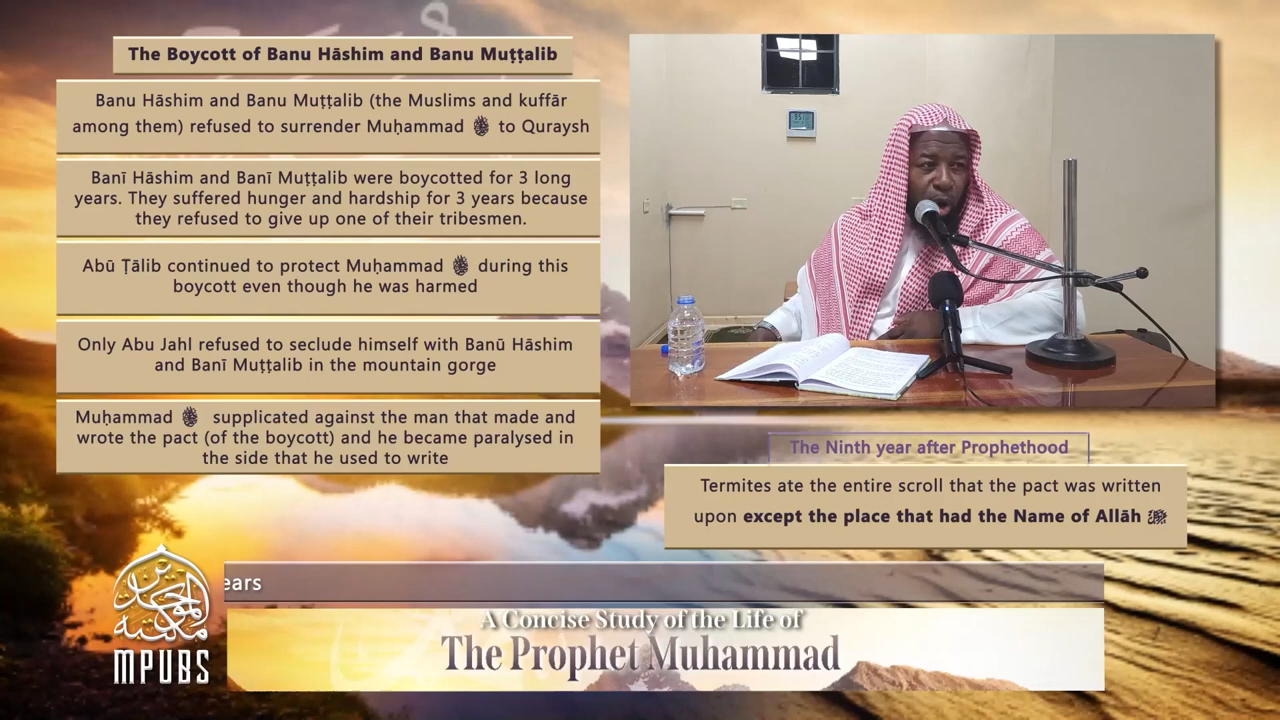 The Boycott of Banu Hāshim and Banu Muṭṭalib
Banu Hāshim and Banu Muṭṭalib (the Muslims and kuffār
among them) refused to surrender Muḥammad ﷺ to Quraysh
Banī Hāshim and Banī Muṭṭalib were boycotted for 3 long
years. They suffered hunger and hardship for 3 years because
they refused to give up one of their tribesmen.
Abū Ṭālib continued to protect Muḥammad ﷺ during this
boycott even though he was harmed
Only Abu Jahl refused to seclude himself with Banū Hāshim
and Banī Muṭṭalib in the mountain gorge
Muḥammad ﷺ supplicated against the man that made and
wrote the pact (of the boycott) and he became paralysed in
the side that he used to write
The Ninth year after Prophethood
Termites ate the entire scroll that the pact was written
upon except the place that had the Name of Allāh
ears
A Concise Study of the Life of
The Prophet Muhammad
MPUBS